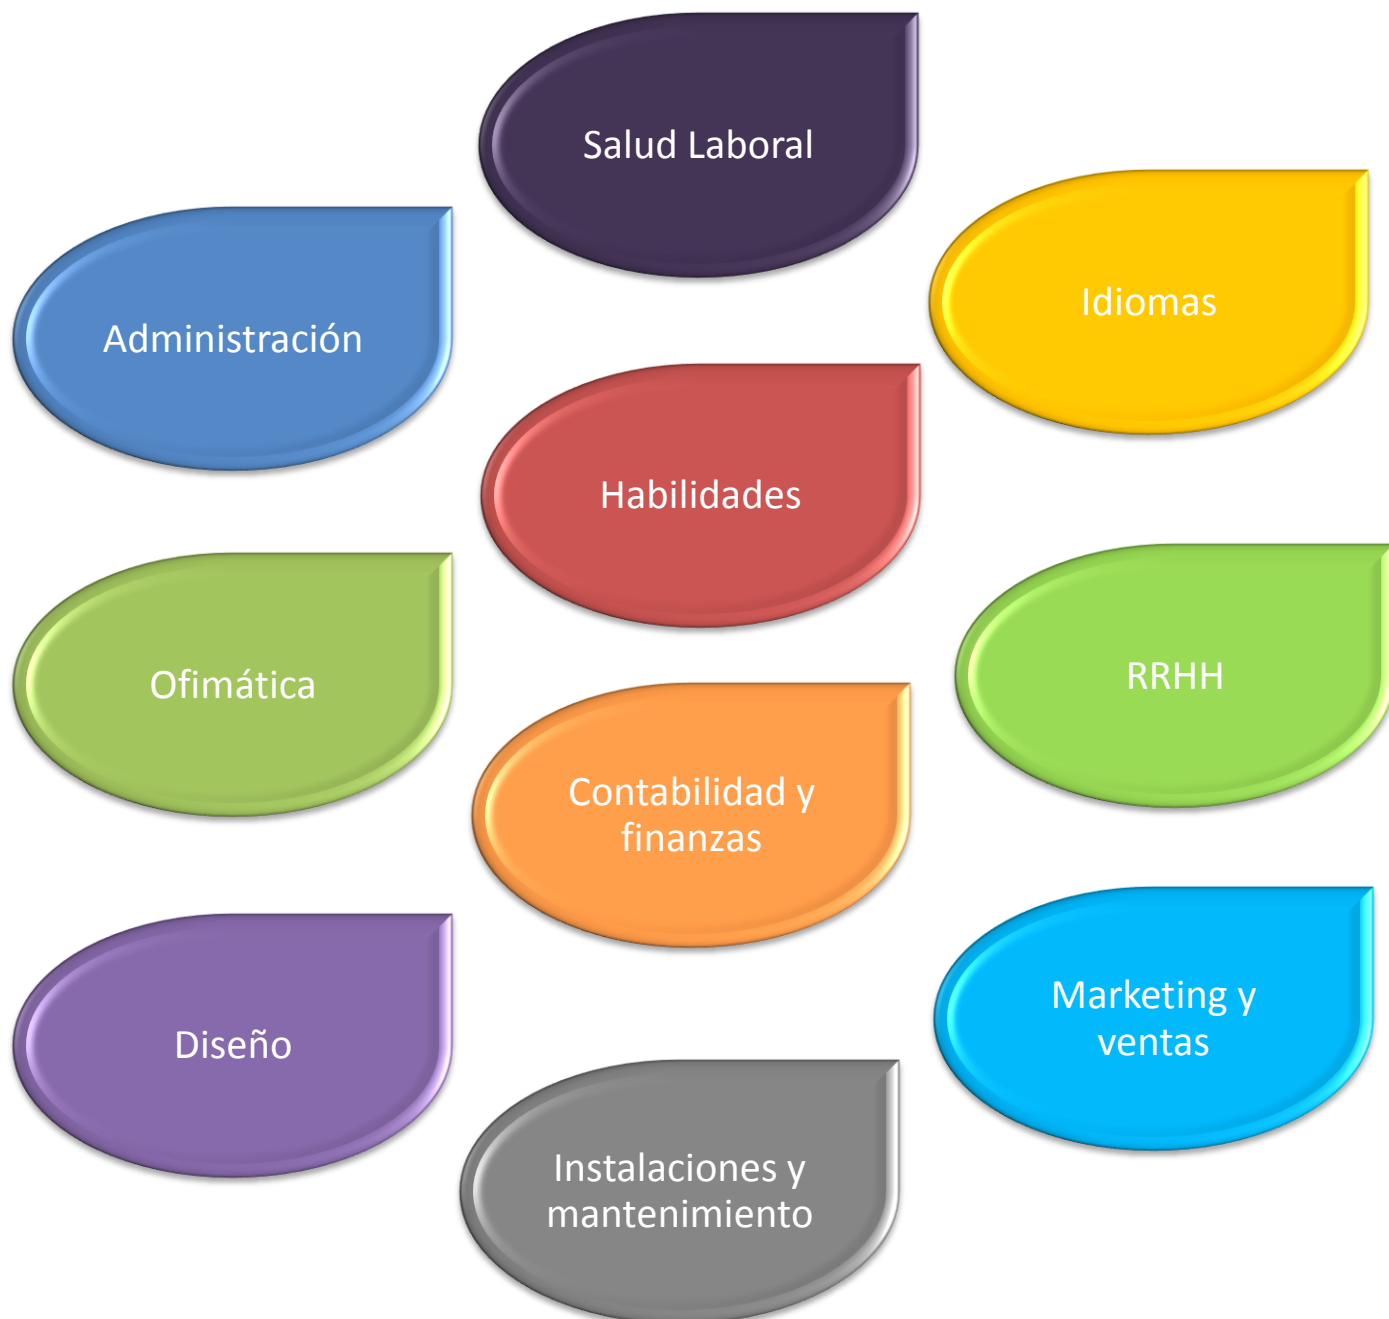 Salud Laboral
Idiomas
Administración
Habilidades
Ofimática
RRHH
Contabilidad y
finanzas
Marketing y
ventas
Diseño
Instalaciones y
mantenimiento